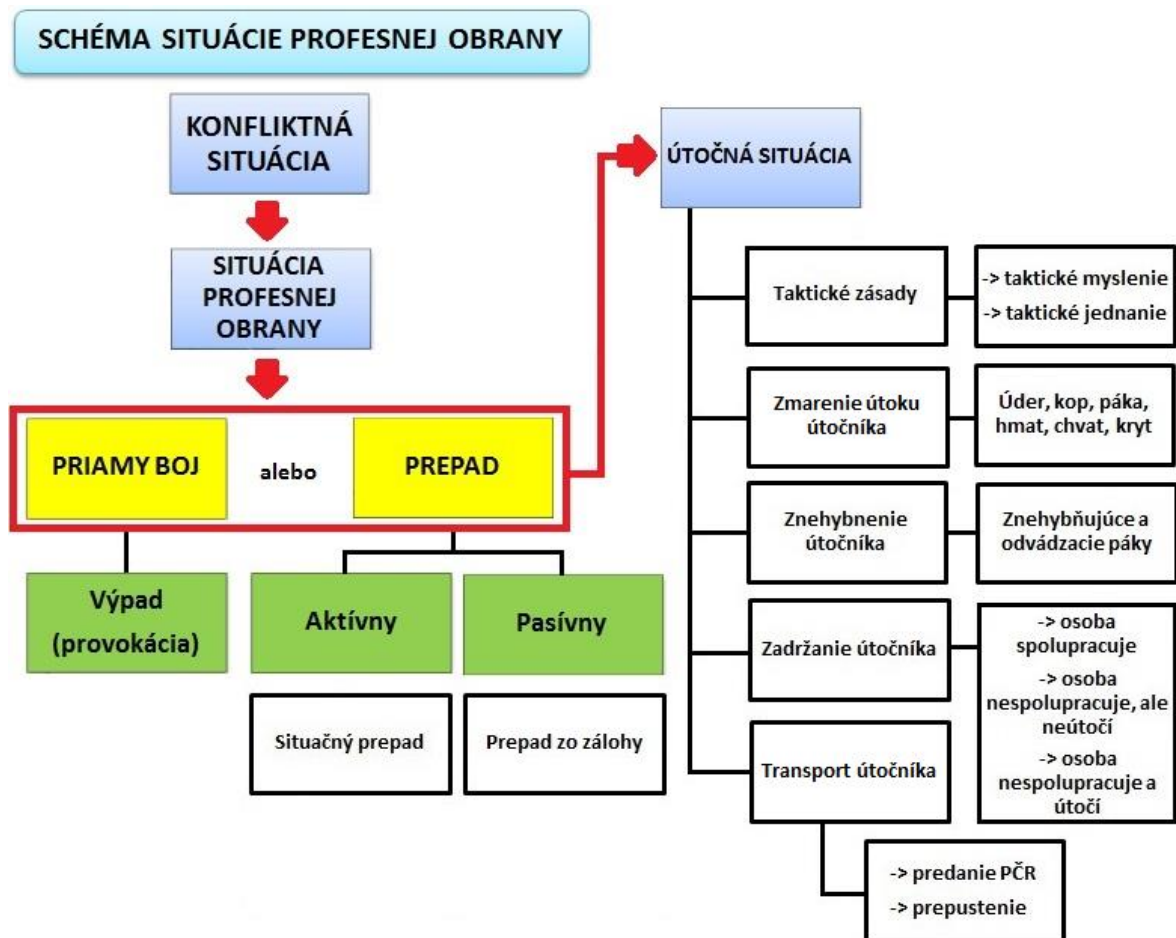 SCHÉMA SITUÁCIE PROFESNEJ OBRANY
KONFLIKTNÁ
SITUÁCIA
SITUÁCIA
PROFESNEJ
OBRANY
PRIAMY BOJ
alebo
PREPAD
Výpad
(provokácia)
Aktívny
Pasívny
Situačný prepad
Prepad zo zálohy
ÚTOČNÁ SITUÁCIA
Taktické zásady
-> taktické myslenie
-> taktické jednanie
Zmarenie útoku
útočníka
Úder, kop, páka,
hmat, chvat, kryt
Znehybnenie
útočníka
Znehybňujúce a
odvádzacie páky
Zadržanie útočníka
-> osoba
spolupracuje
-> osoba
nespolupracuje, ale
neútočí
-> osoba
nespolupracuje a
útočí
Transport útočníka
-> predanie PČR
-> prepustenie